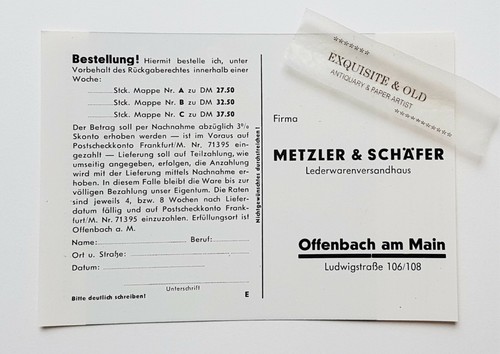 Bestellung! Hiermit bestelle ich, unter
Vorbehalt des Rückgaberechtes innerhalb einer
Woche:
Stck. Mappe Nr. A zu DM 27.50
Stck. Mappe Nr. B zu DM 32.50
Stck. Mappe Nr. C zu DM 37.50
Der Betrag soll per Nachnahme abzüglich 3%
Skonto erhoben werden — ist im Voraus auf
Postscheckkonto Frankfurt/M. Nr. 71395 ein-
gezahlt — Lieferung soll auf Teilzahlung, wie
umseitig angegeben, erfolgen, die Anzahlung
wird der Lieferung mittels Nachnahme er-
hoben. In diesem Falle bleibt die Ware bis zur
völligen Bezahlung unser Eigentum. Die Raten
sind jeweils 4, bzw. 8 Wochen nach Liefer-
datum fällig und auf Postscheckkonto Frank-
furt/M. Nr. 71395 einzuzahlen. Erfüllungsort ist
Offenbach a. M.
Name: Beruf:
Ort u. Straße:
Datum:
Unterschrift
Bitte deutlich schreiben! E
Nichtgewünschtes durchstreichen!
*******
EXQUISITE & OLD
ANTIQUARY & PAPER ARTIST
**********
Firma
METZLER & SCHÄFER
Lederwarenversandhaus
Offenbach am Main
Ludwigstraße 106/108